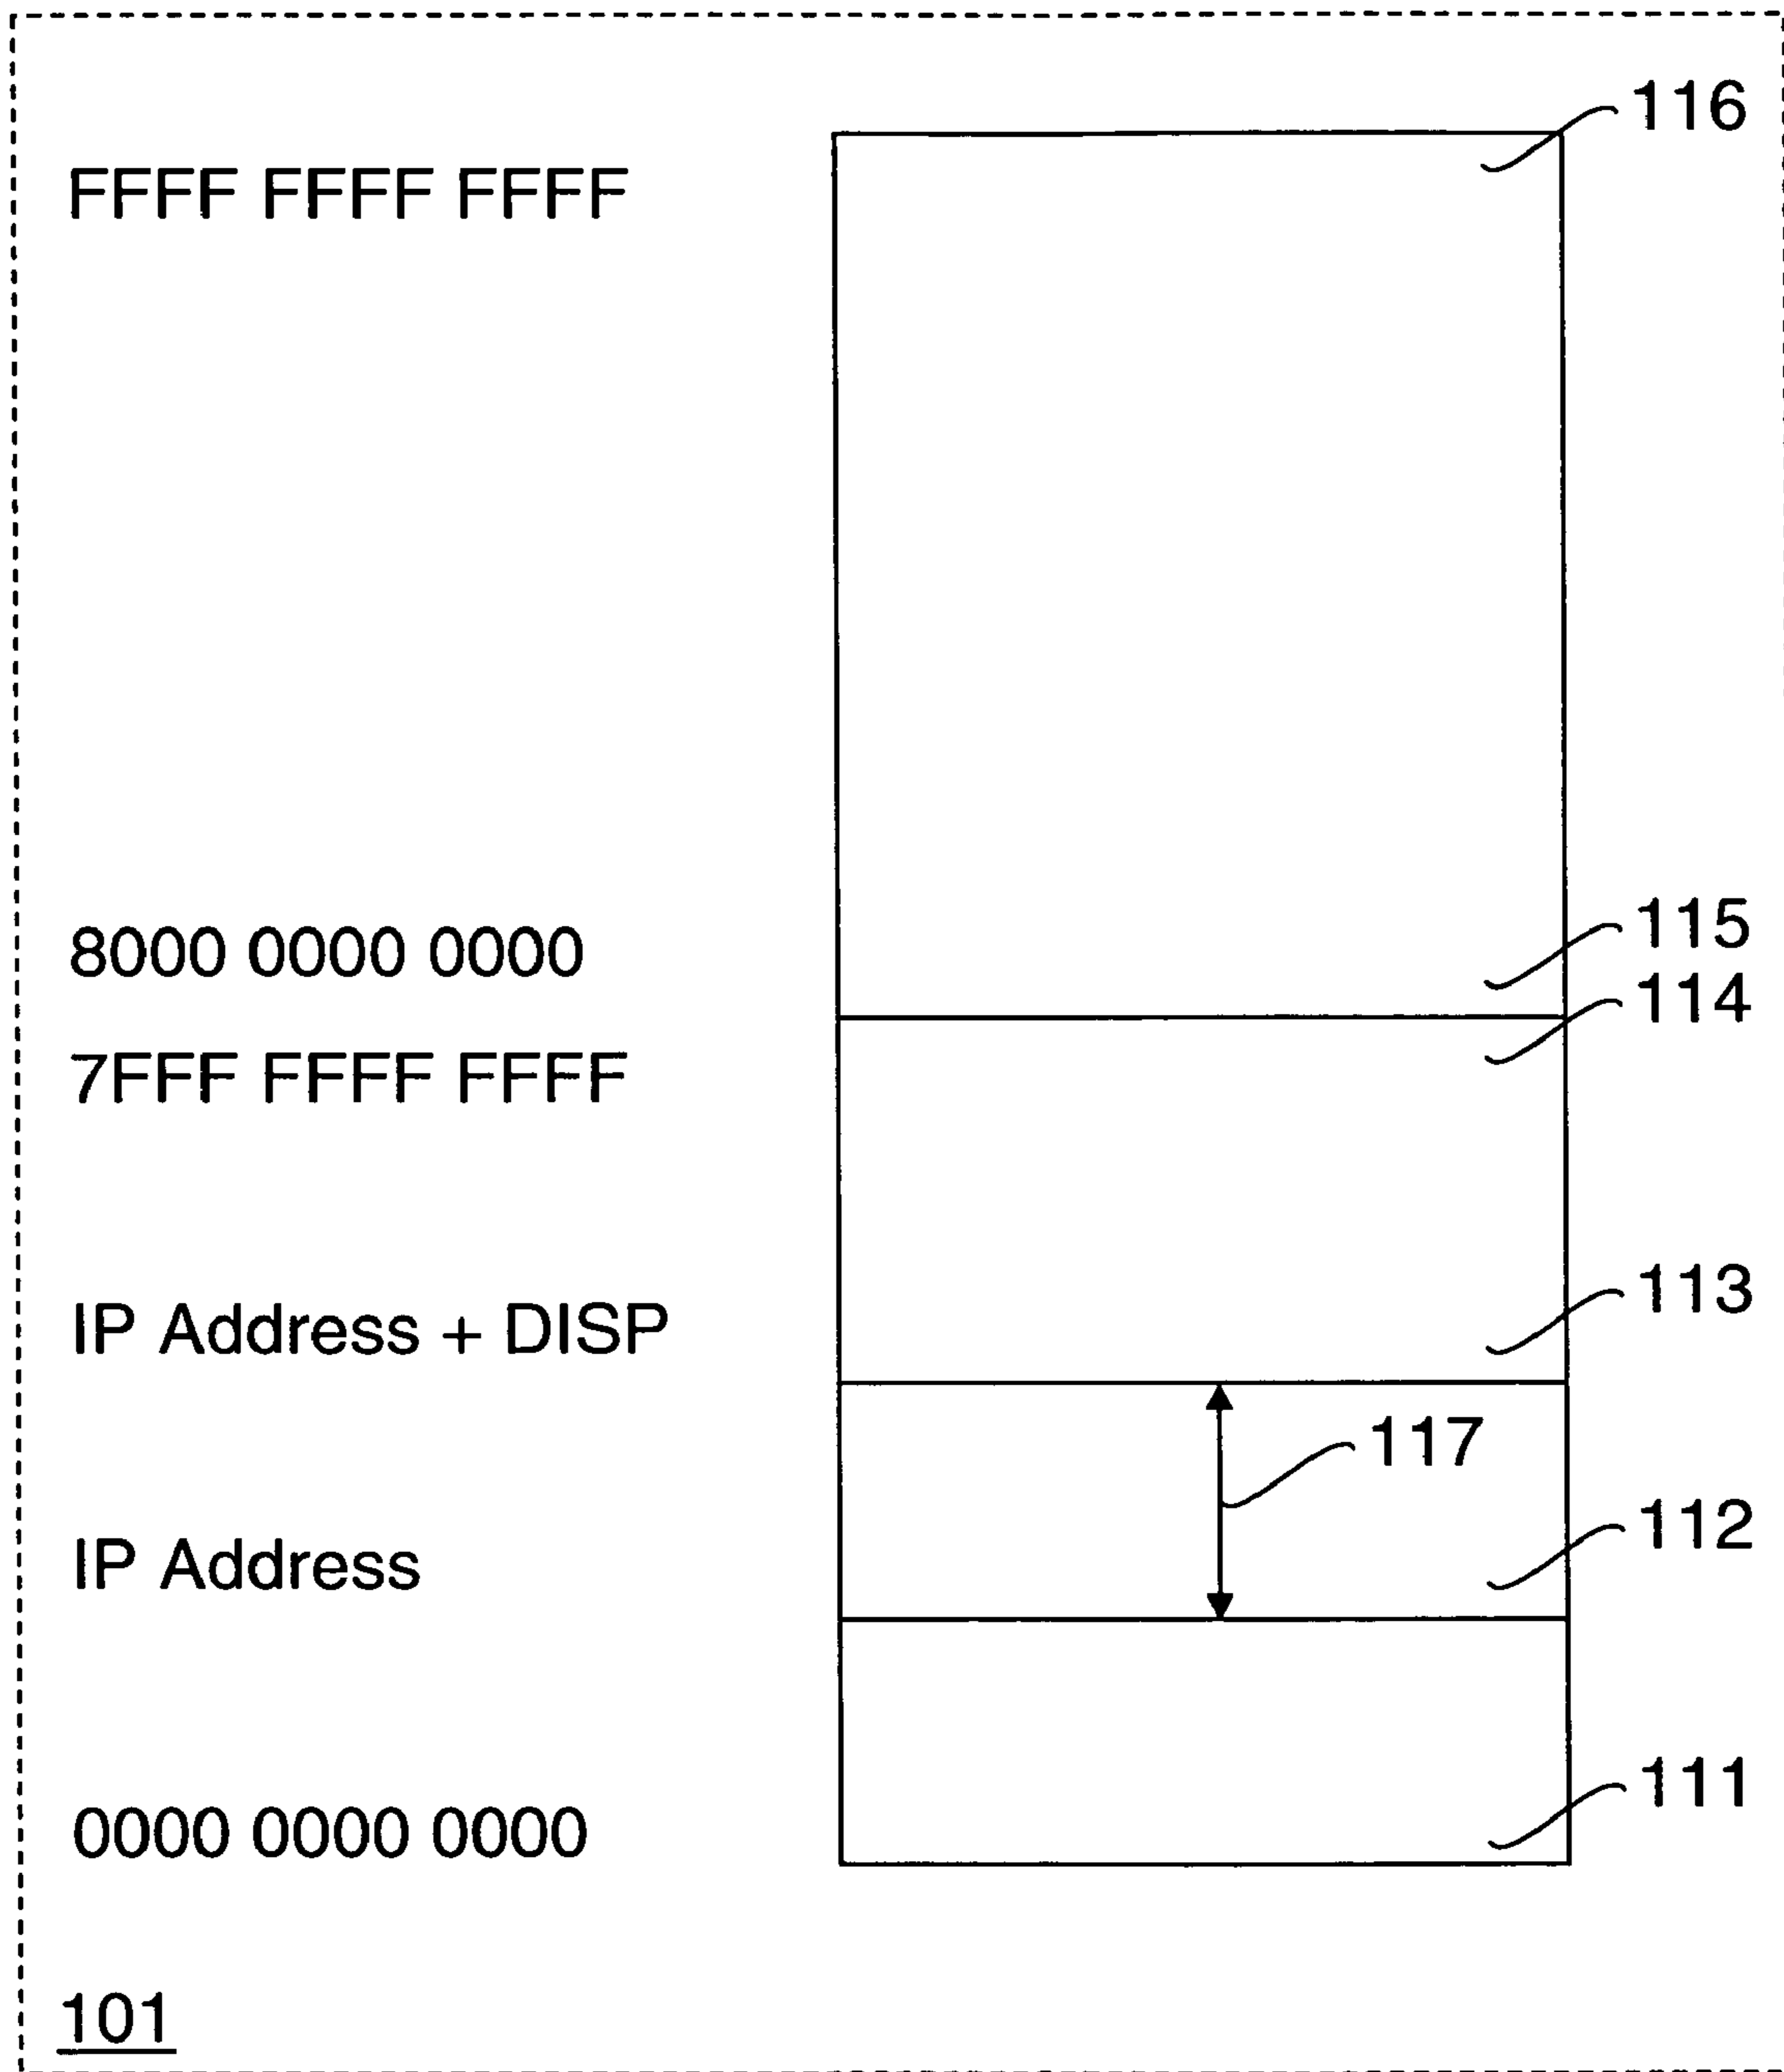 116
FFFF FFFF FFFF
115
8000 0000 0000
114
7FFF FFFF FFFF
113
IP Address + DISP
117
112
IP Address
111
0000 0000 0000
101